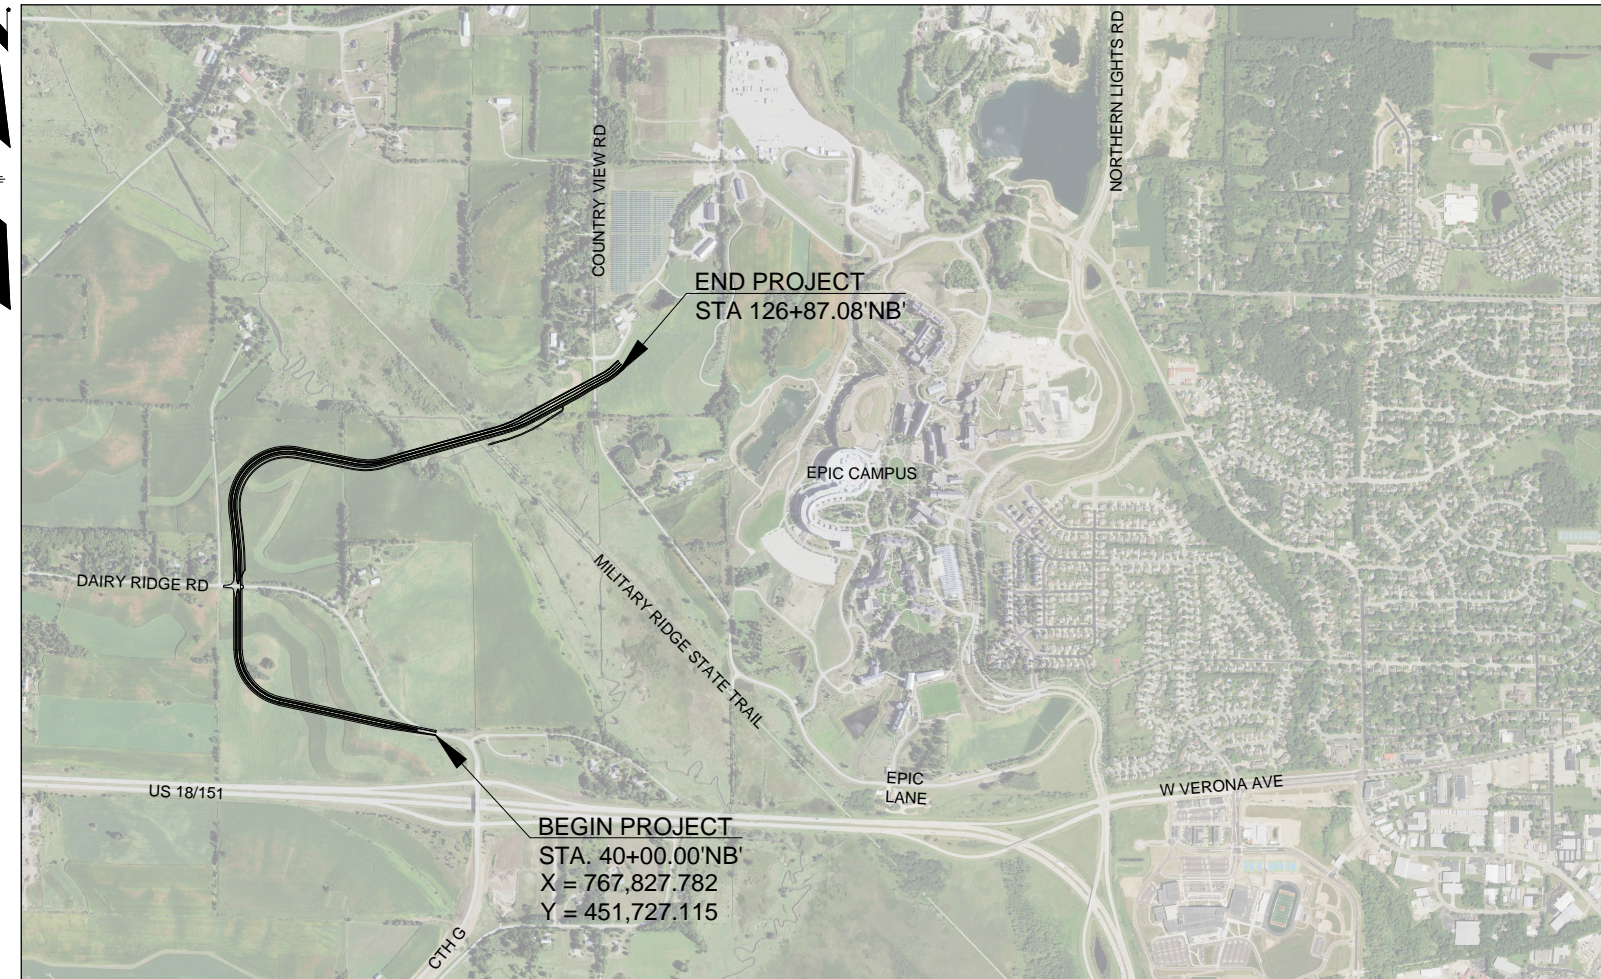 NORTHERN LIGHTS RD
COUNTRY VIEW RD
END PROJECT
STA 126+87.08'NB'
EPIC CAMPUS
DAIRY RIDGE RD
MILITARY RIDGE STATE TRAIL
US 18/151
EPIC
LANE
W VERONA AVE
BEGIN PROJECT
STA. 40+00.00'NB'
X = 767,827.782
Y = 451,727.115
CTH G